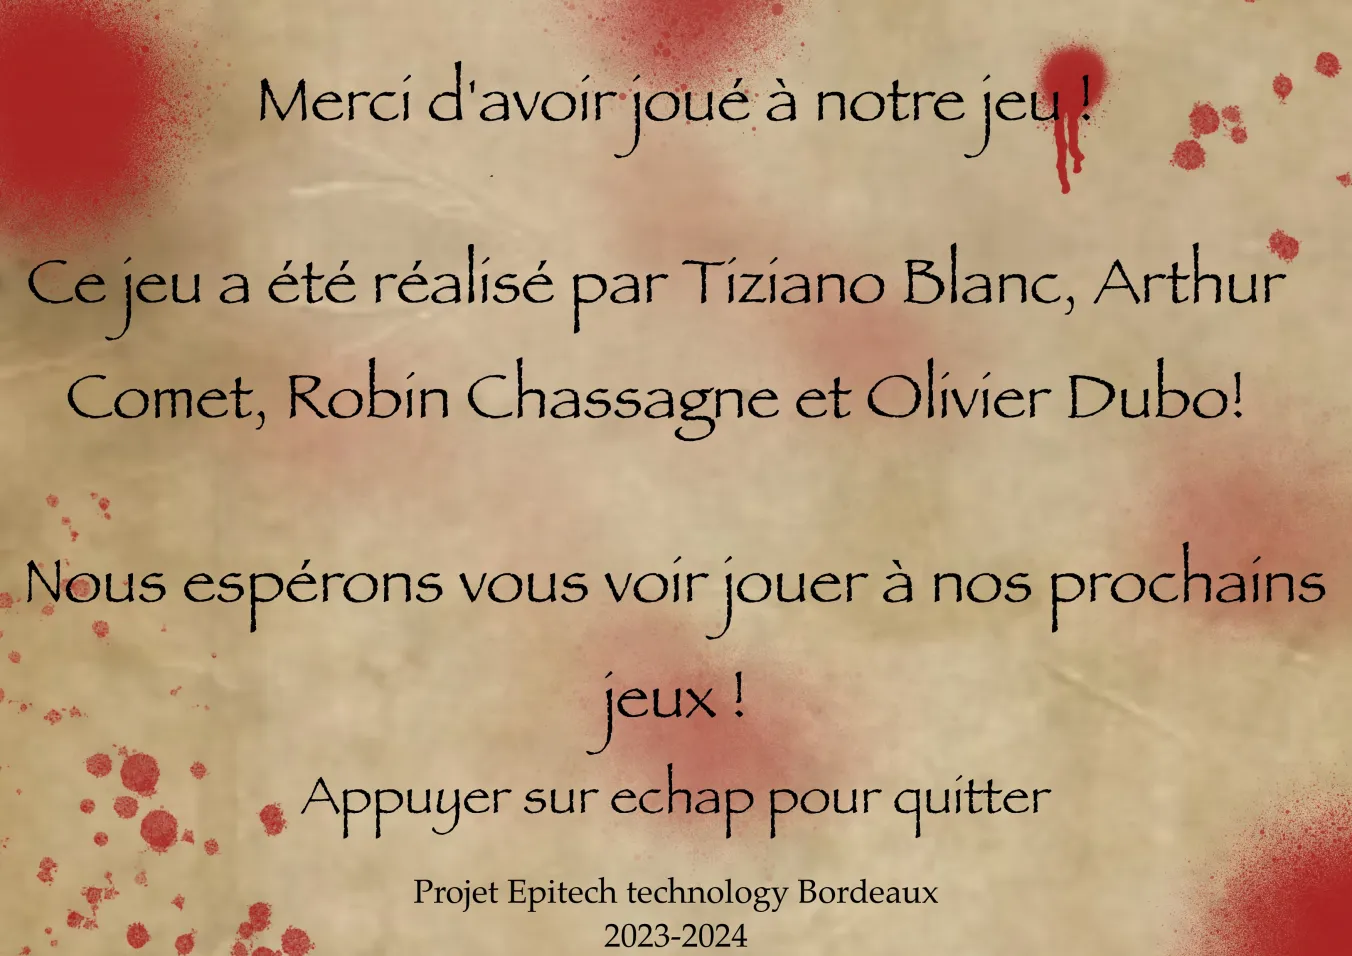 Merci d'avoir joué à notre jeu !
Ce jeu a été réalisé par Tiziano Blanc, Arthur
Comet, Robin Chassagne et Olivier Dubo!
Nous espérons vous voir jouer à nos prochains
jeux !
Appuyer sur echap pour quitter
Projet Epitech technology Bordeaux
2023-2024